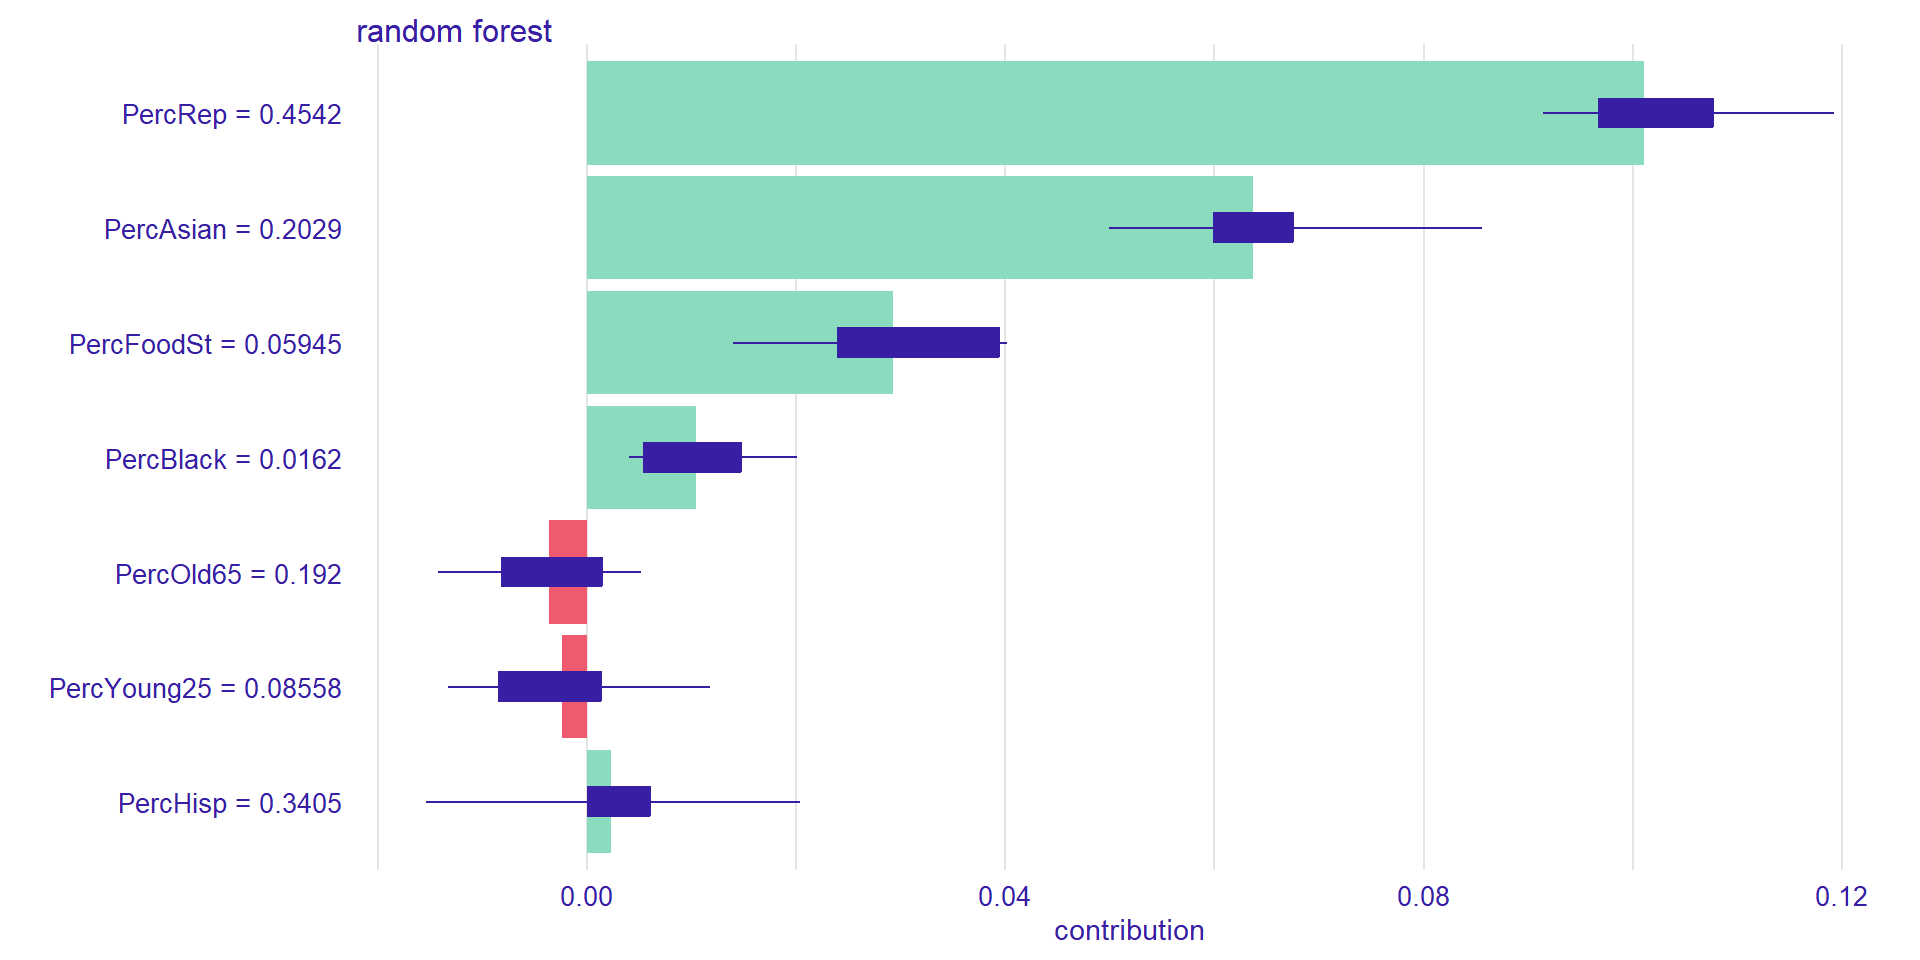 random forest
PercRep = 0.4542
PercAsian = 0.2029
PercFoodSt = 0.05945
PercBlack = 0.0162
PercOld65 = 0.192
PercYoung25 = 0.08558
PercHisp = 0.3405
0.00 0.04 0.08 0.12
contribution